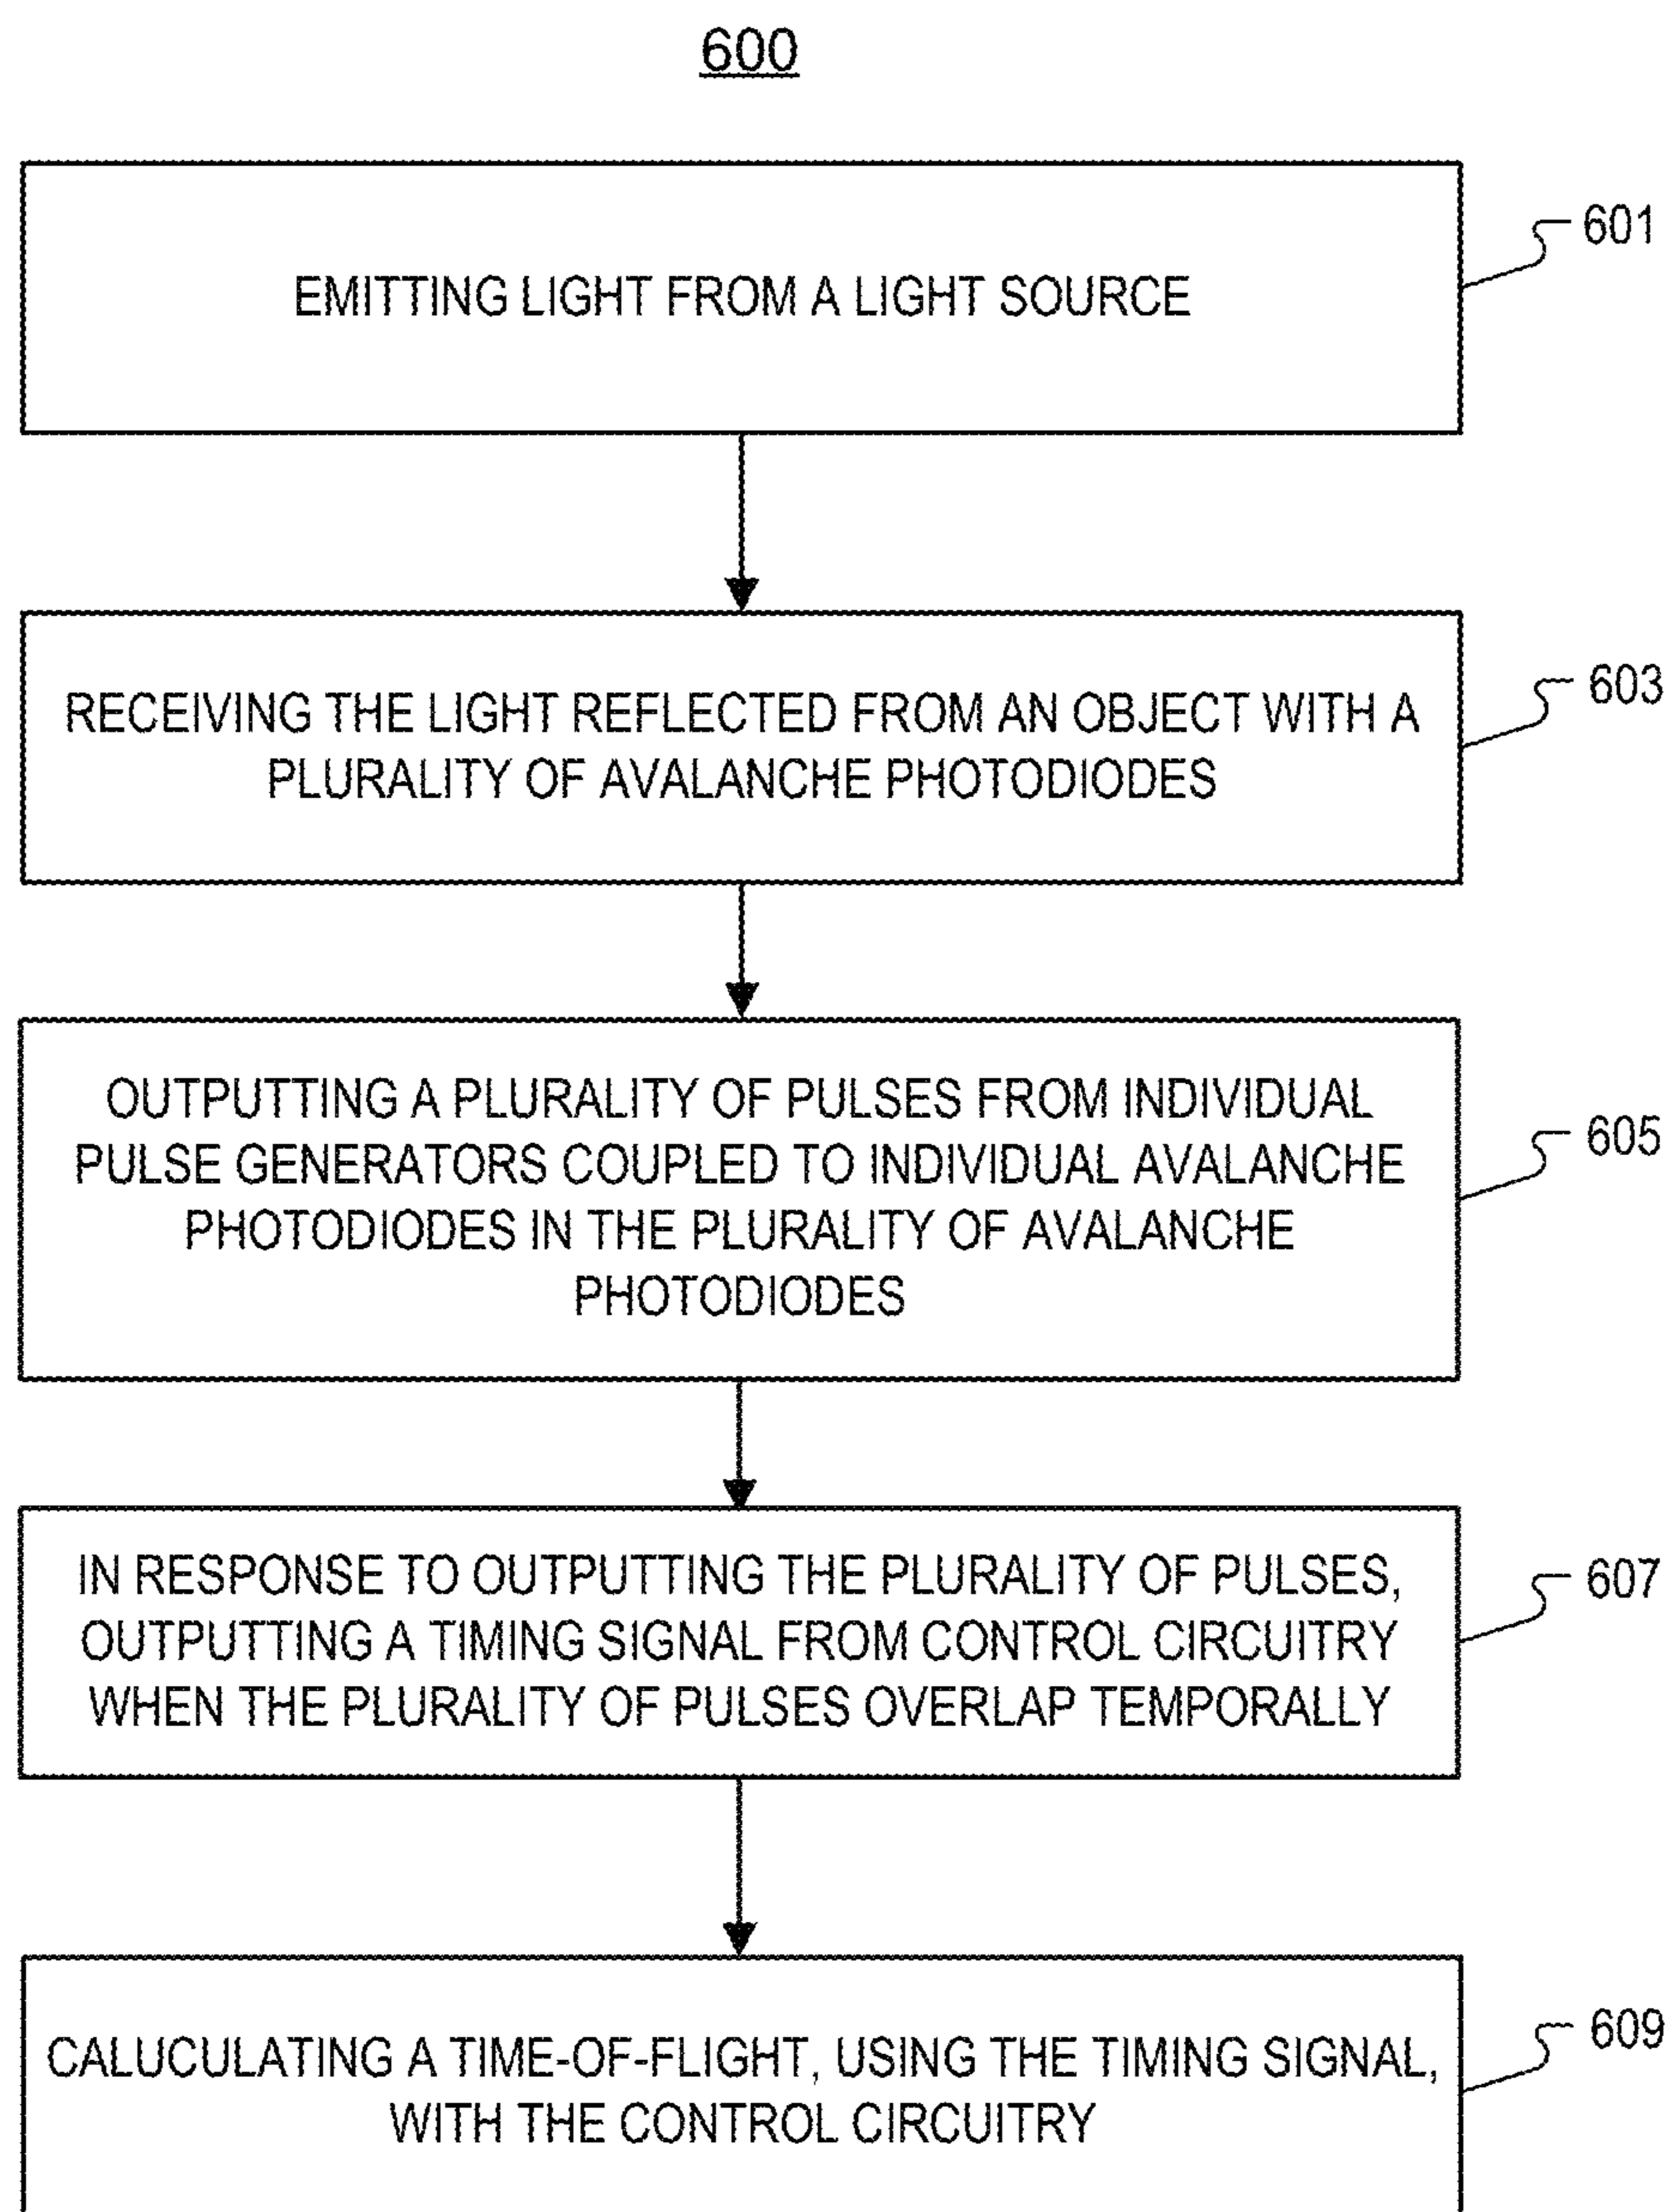 600
EMITTING LIGHT FROM A LIGHT SOURCE
601
RECEIVING THE LIGHT REFLECTED FROM AN OBJECT WITH A
PLURALITY OF AVALANCHE PHOTODIODES
603
OUTPUTTING A PLURALITY OF PULSES FROM INDIVIDUAL
PULSE GENERATORS COUPLED TO INDIVIDUAL AVALANCHE
PHOTODIODES IN THE PLURALITY OF AVALANCHE
PHOTODIODES
605
IN RESPONSE TO OUTPUTTING THE PLURALITY OF PULSES,
OUTPUTTING A TIMING SIGNAL FROM CONTROL CIRCUITRY
WHEN THE PLURALITY OF PULSES OVERLAP TEMPORALLY
607
CALUCULATING A TIME-OF-FLIGHT, USING THE TIMING SIGNAL,
WITH THE CONTROL CIRCUITRY
609